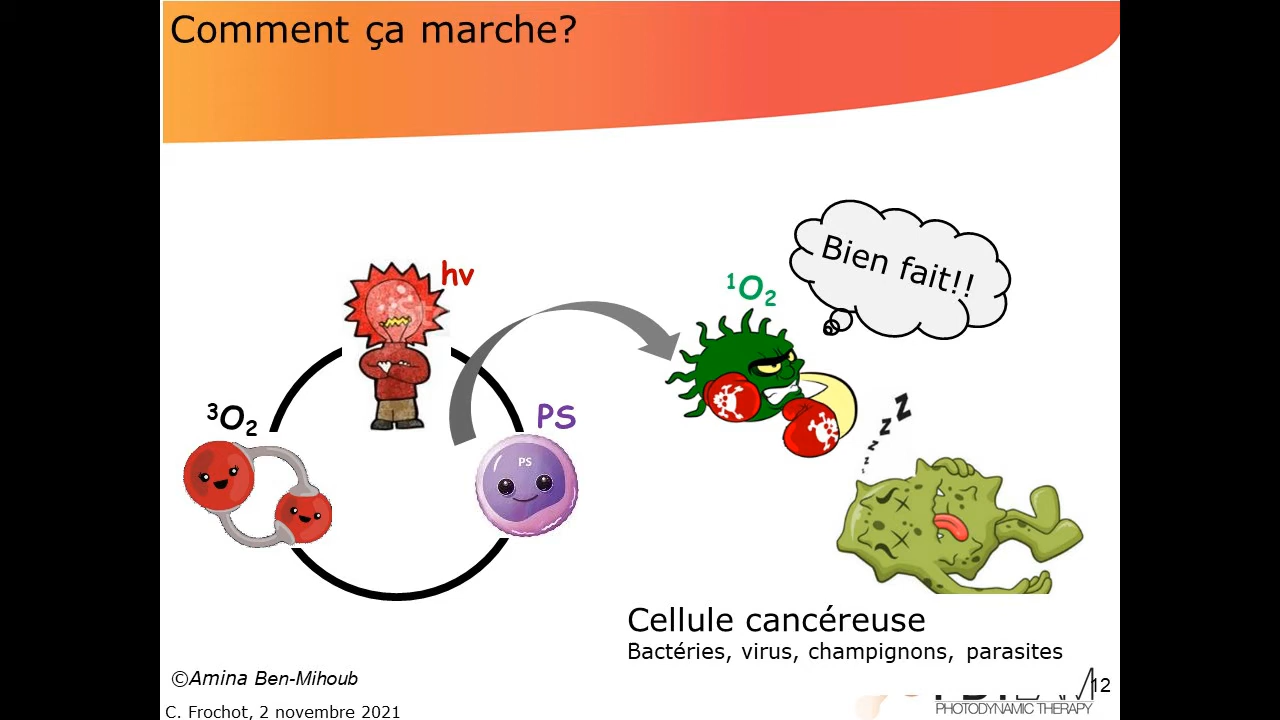 Comment ça marche?
hv
Bien fait!!
¹O₂
³O₂
PS
PS
z z z Z Z
Cellule cancéreuse
Bactéries, virus, champignons, parasites
©Amina Ben-Mihoub
12
PHOTODYNAMIC THERAPY
C. Frochot, 2 novembre 2021